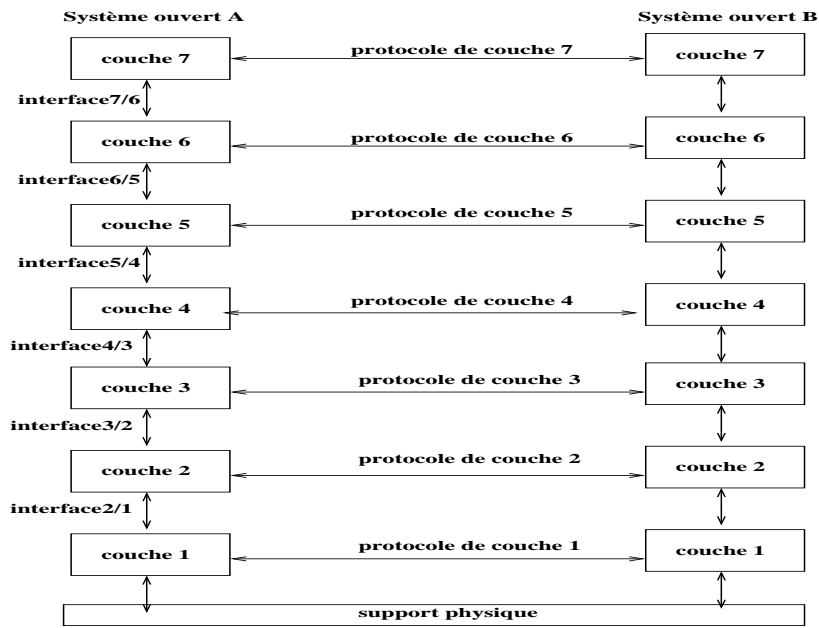 Système ouvert A Système ouvert B
couche 7 protocole de couche 7 couche 7
interface7/6
couche 6 protocole de couche 6 couche 6
interface6/5
couche 5 protocole de couche 5 couche 5
interface5/4
couche 4 protocole de couche 4 couche 4
interface4/3
couche 3 protocole de couche 3 couche 3
interface3/2
couche 2 protocole de couche 2 couche 2
interface2/1
couche 1 protocole de couche 1 couche 1
support physique